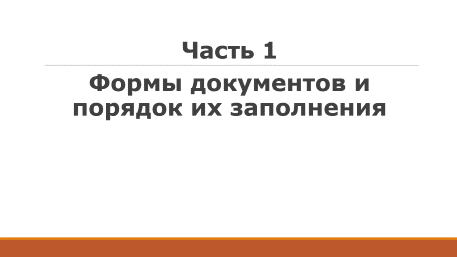 Часть 1
Формы документов и
порядок их заполнения